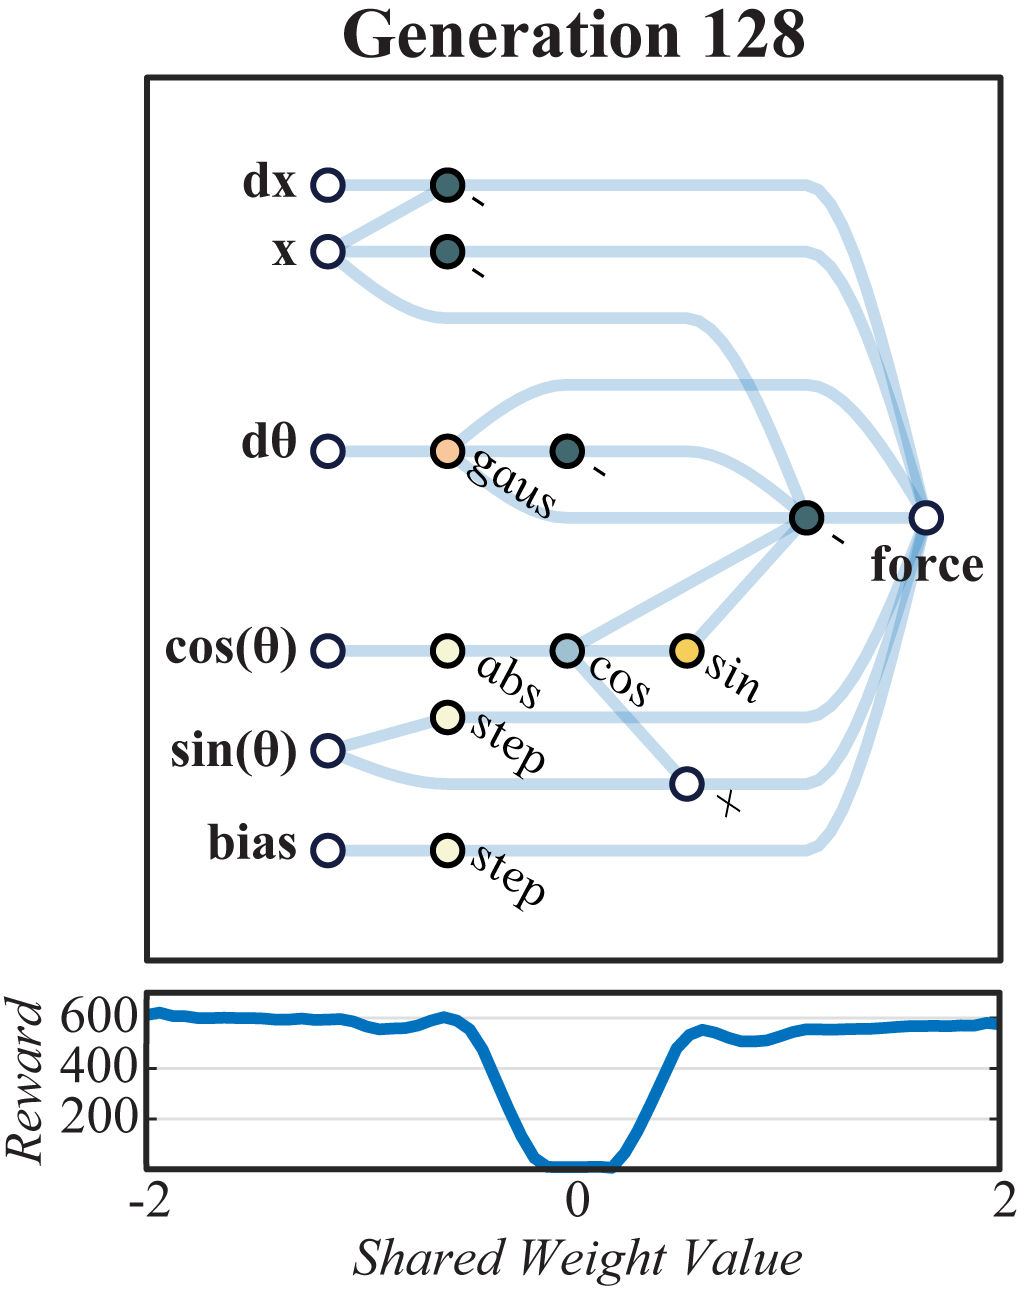 Generation 128
dx
-
x
-
dθ
gaus
-
-
force
cos(θ)
abs
cos
sin
step
sin(θ)
x
bias
step
Reward
600
400
200
-2
0
2
Shared Weight Value